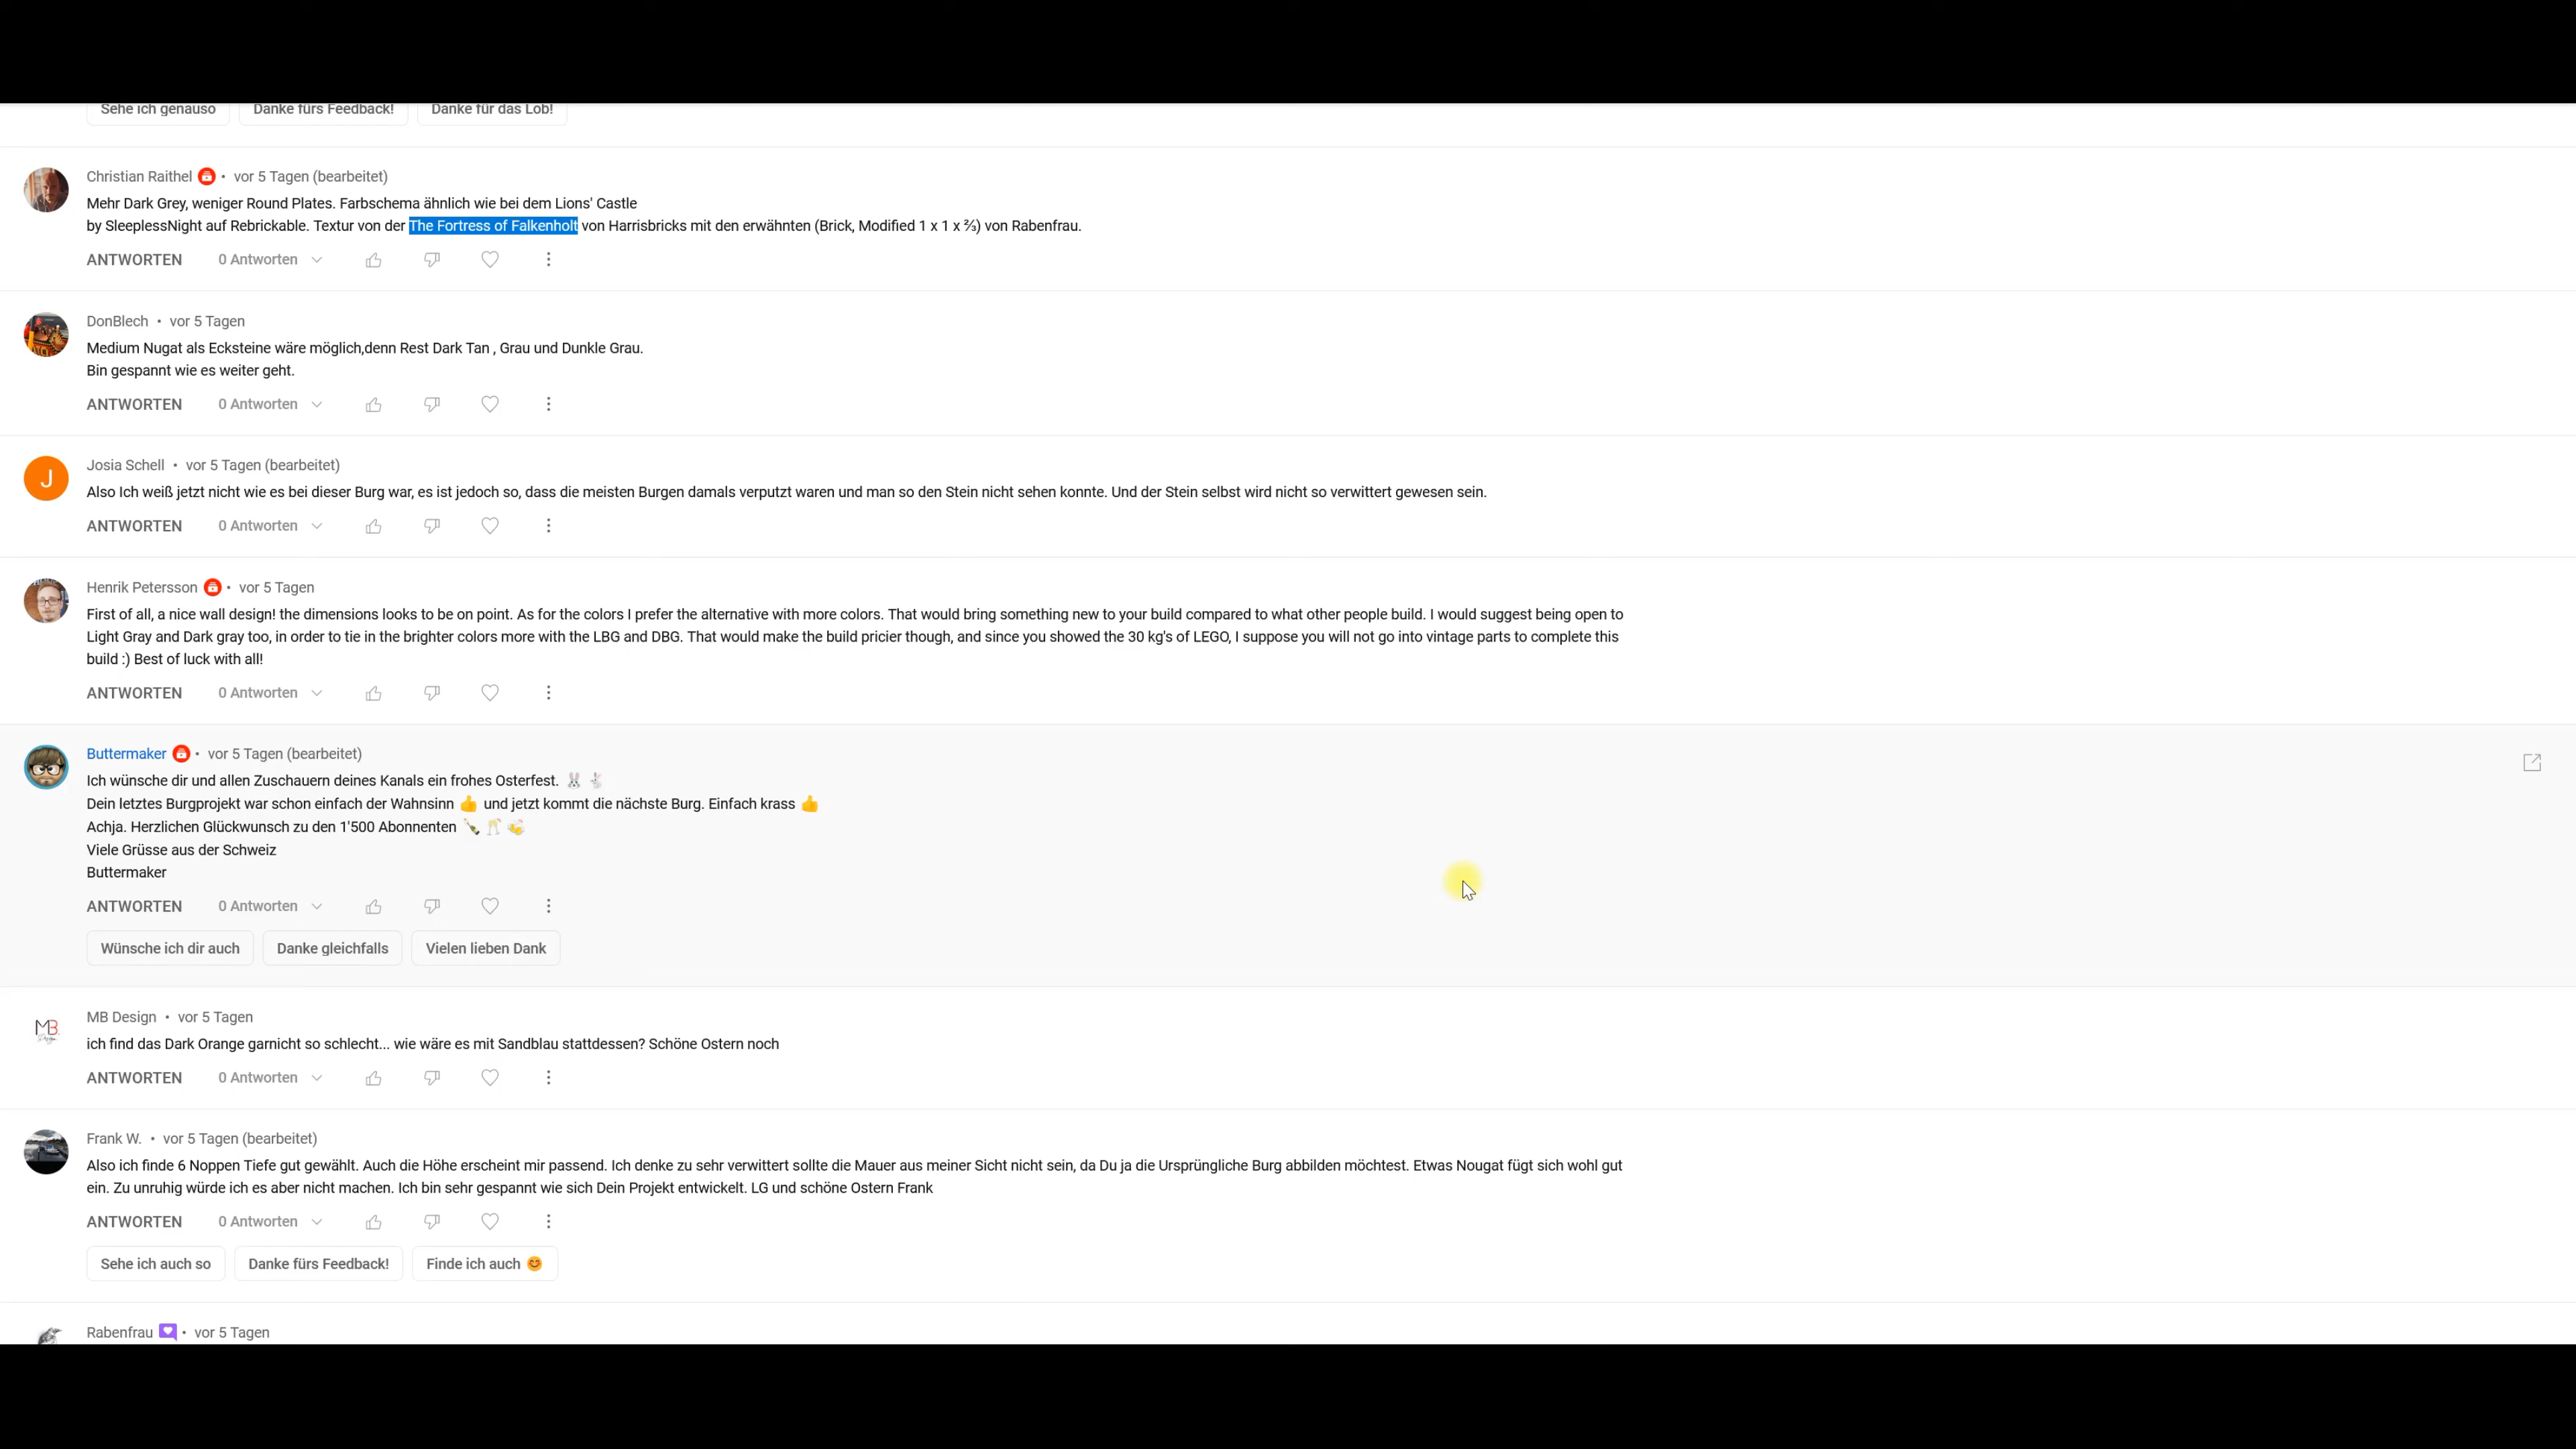 Sehe ich genauso Danke fürs Feedback! Danke für das Lob!
Christian Raithel • vor 5 Tagen (bearbeitet)
Mehr Dark Grey, weniger Round Plates. Farbschema ähnlich wie bei dem Lions' Castle
by SleeplessNight auf Rebrickable. Textur von der The Fortress of Falkenholt von Harrisbricks mit den erwähnten (Brick, Modified 1 x 1 x ⅔) von Rabenfrau.
ANTWORTEN 0 Antworten
DonBlech • vor 5 Tagen
Medium Nugat als Ecksteine wäre möglich,denn Rest Dark Tan , Grau und Dunkle Grau.
Bin gespannt wie es weiter geht.
ANTWORTEN 0 Antworten
J
Josia Schell • vor 5 Tagen (bearbeitet)
Also Ich weiß jetzt nicht wie es bei dieser Burg war, es ist jedoch so, dass die meisten Burgen damals verputzt waren und man so den Stein nicht sehen konnte. Und der Stein selbst wird nicht so verwittert gewesen sein.
ANTWORTEN 0 Antworten
Henrik Petersson • vor 5 Tagen
First of all, a nice wall design! the dimensions looks to be on point. As for the colors I prefer the alternative with more colors. That would bring something new to your build compared to what other people build. I would suggest being open to
Light Gray and Dark gray too, in order to tie in the brighter colors more with the LBG and DBG. That would make the build pricier though, and since you showed the 30 kg's of LEGO, I suppose you will not go into vintage parts to complete this
build :) Best of luck with all!
ANTWORTEN 0 Antworten
Buttermaker • vor 5 Tagen (bearbeitet)
Ich wünsche dir und allen Zuschauern deines Kanals ein frohes Osterfest. 🐰 🐇
Dein letztes Burgprojekt war schon einfach der Wahnsinn 👍 und jetzt kommt die nächste Burg. Einfach krass 👍
Achja. Herzlichen Glückwunsch zu den 1'500 Abonnenten 🍾 🥂 🍻
Viele Grüsse aus der Schweiz
Buttermaker
ANTWORTEN 0 Antworten
Wünsche ich dir auch Danke gleichfalls Vielen lieben Dank
MB
MB Design • vor 5 Tagen
ich find das Dark Orange garnicht so schlecht... wie wäre es mit Sandblau stattdessen? Schöne Ostern noch
ANTWORTEN 0 Antworten
Frank W. • vor 5 Tagen (bearbeitet)
Also ich finde 6 Noppen Tiefe gut gewählt. Auch die Höhe erscheint mir passend. Ich denke zu sehr verwittert sollte die Mauer aus meiner Sicht nicht sein, da Du ja die Ursprüngliche Burg abbilden möchtest. Etwas Nougat fügt sich wohl gut
ein. Zu unruhig würde ich es aber nicht machen. Ich bin sehr gespannt wie sich Dein Projekt entwickelt. LG und schöne Ostern Frank
ANTWORTEN 0 Antworten
Sehe ich auch so Danke fürs Feedback! Finde ich auch 😊
Rabenfrau • vor 5 Tagen